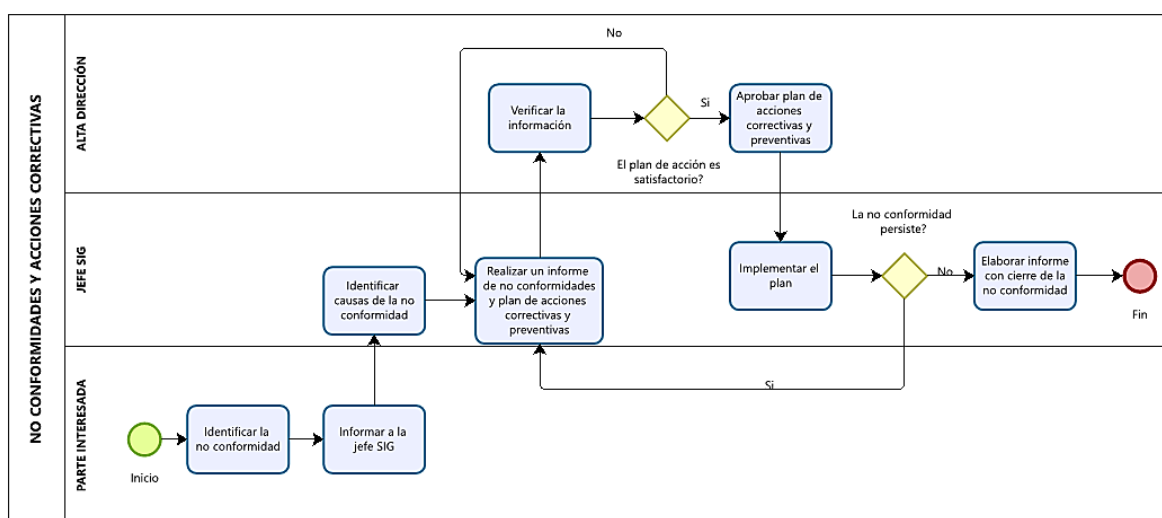 NO CONFORMIDADES Y ACCIONES CORRECTIVAS
ALTA DIRECCIÓN
No
Verificar la
información
Si
Aprobar plan de
acciones
correctivas y
preventivas
El plan de acción es
satisfactorio?
JEFE SIG
La no conformidad
persiste?
Identificar
causas de la no
conformidad
Realizar un informe
de no conformidades
y plan de acciones
correctivas y
preventivas
Implementar el
plan
No
Elaborar informe
con cierre de la
no conformidad
Fin
Si
PARTE INTERESADA
Inicio
Identificar la
no conformidad
Informar a la
jefe SIG